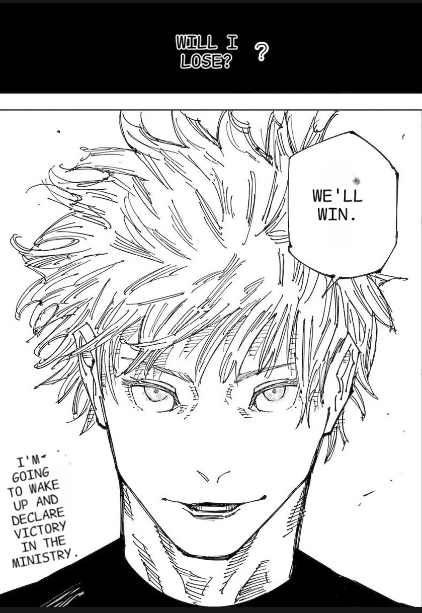 WILL I
LOSE?
?
WE'LL
WIN.
I'M
GOING
TO WAKE
UP AND
DECLARE
VICTORY
IN THE
MINISTRY.